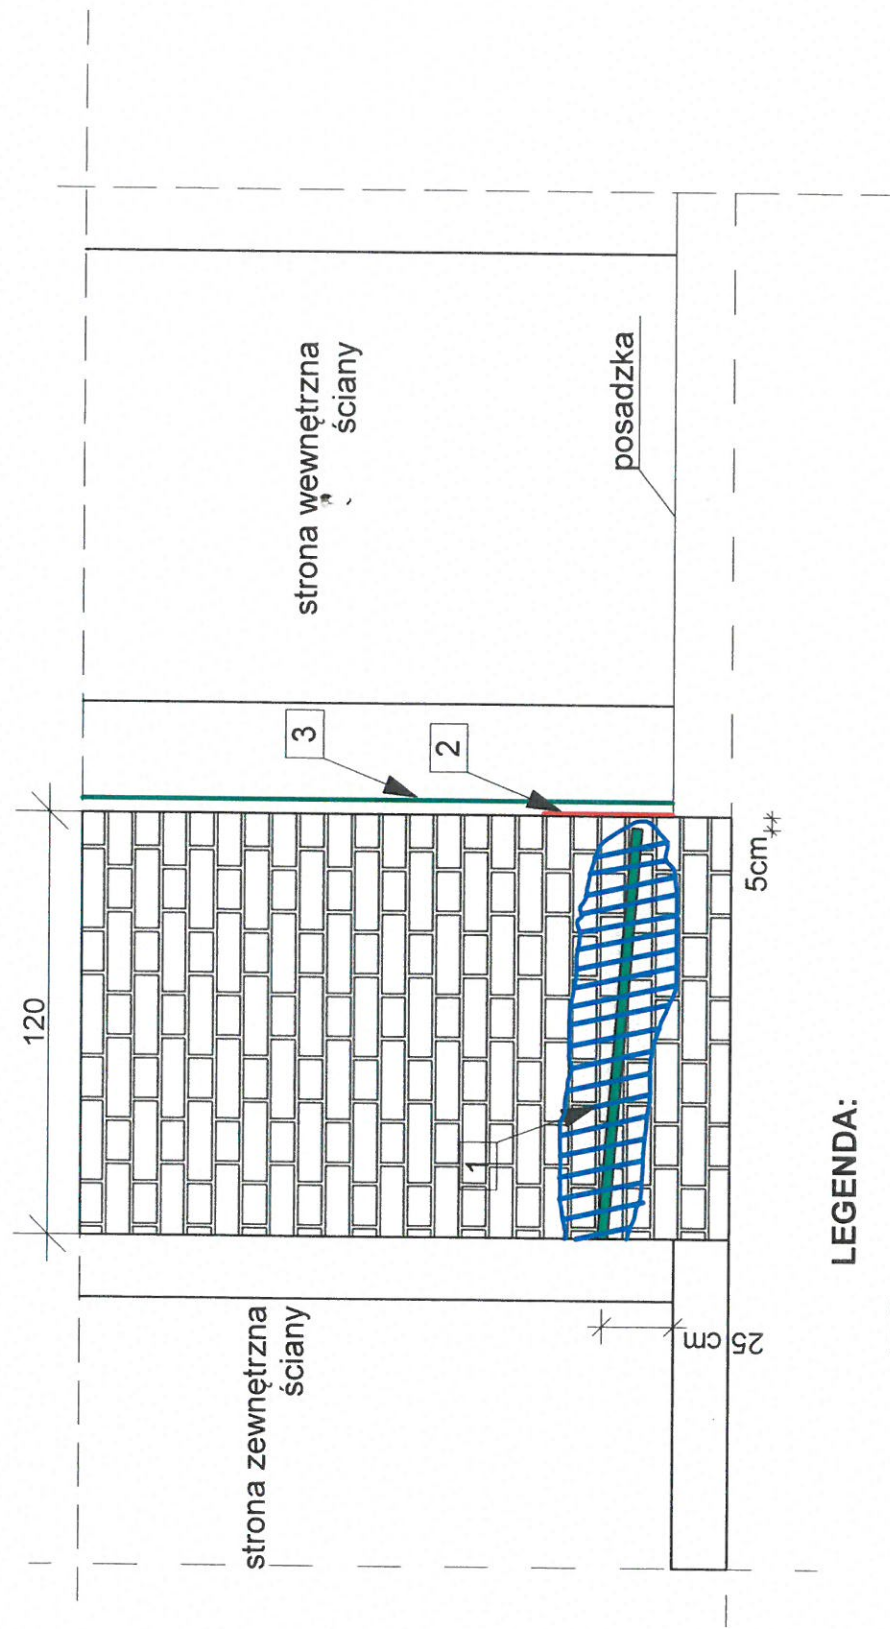 120
strona zewnętrzna
ściany
strona wewnętrzna
ściany
3
2
1
posadzka
25 cm
5cm
LEGENDA: